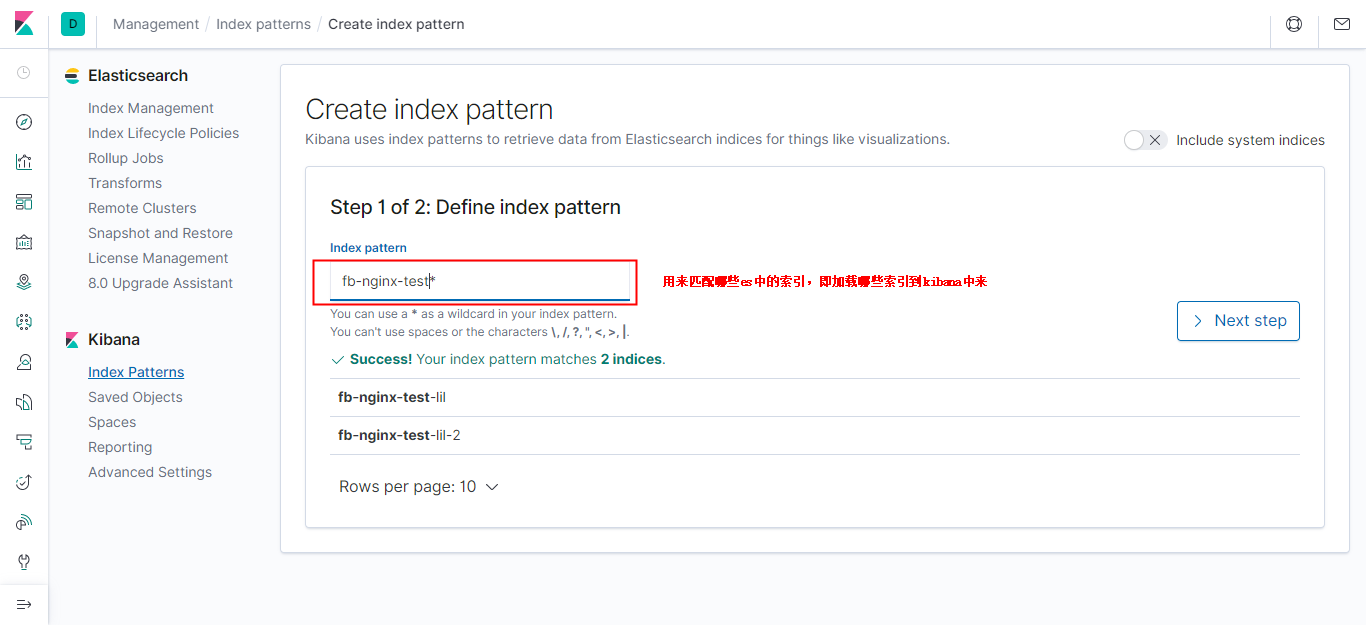 D Management / Index patterns / Create index pattern
Elasticsearch
Index Management
Index Lifecycle Policies
Rollup Jobs
Transforms
Remote Clusters
Snapshot and Restore
License Management
8.0 Upgrade Assistant
Kibana
Index Patterns
Saved Objects
Spaces
Reporting
Advanced Settings
Create index pattern
Kibana uses index patterns to retrieve data from Elasticsearch indices for things like visualizations.
Include system indices
Step 1 of 2: Define index pattern
Index pattern
fb-nginx-test*
用来匹配哪些es中的索引，即加载哪些索引到kibana中来
You can use a * as a wildcard in your index pattern.
You can't use spaces or the characters \, /, ?, ", <, >, |.
Next step
Success! Your index pattern matches 2 indices.
fb-nginx-test-lil
fb-nginx-test-lil-2
Rows per page: 10